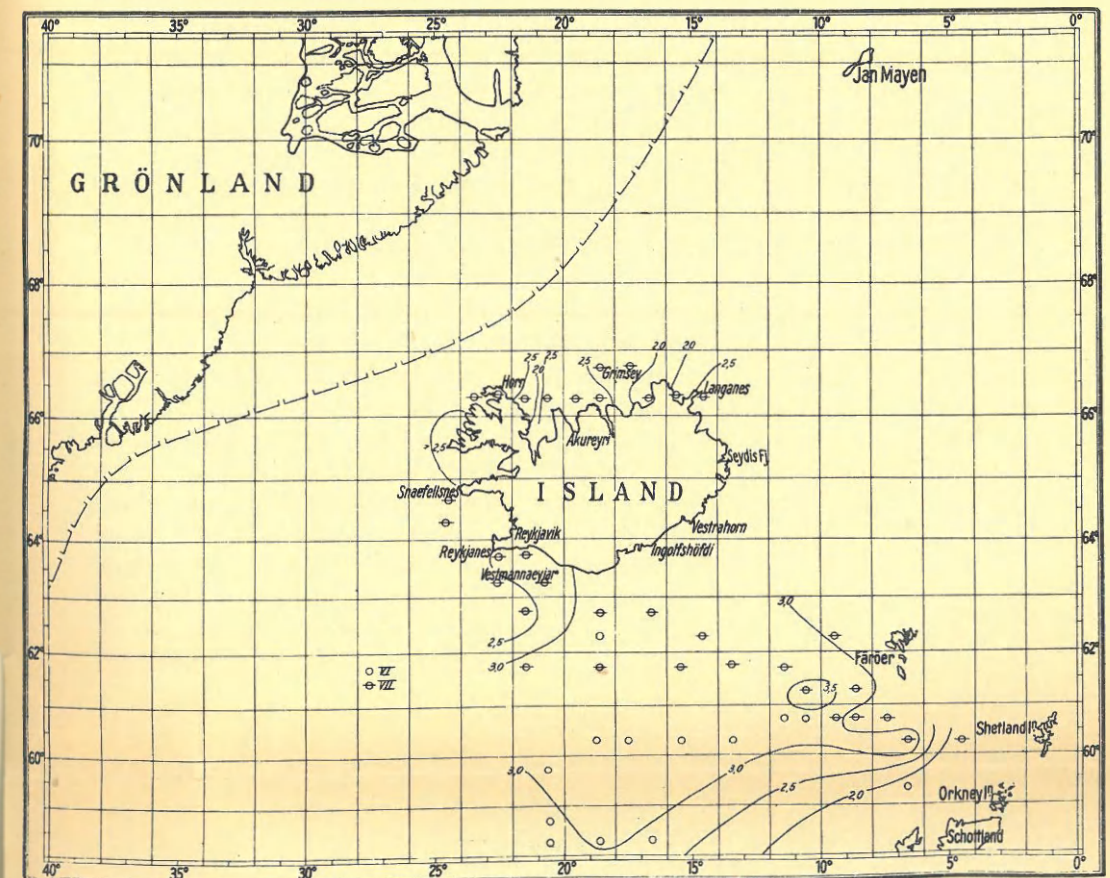 40° 35° 30° 25° 20° 15° 10° 5° 0°
Jan Mayen
70° 70°
GRÖNLAND
68° 68°
2,5 2,5 2,5 2,0 2,0 2,5
2,0
Horn Grimsey Langanes
66° 66°
Akureyri
2,5
Seydis Fj.
Snaefellsnes ISLAND
Vestrahorn
Reykjavik
64° Reykjanes Ingolfshöfdi 64°
Vestmannaeyjar
3,0
2,5
62° 3,0 Färöer 62°
VI
VII
3,5
Shetland In.
60° 60°
3,0 3,0
2,5 2,0
Orkney In.
Schottland
40° 35° 30° 25° 20° 15° 10° 5° 0°